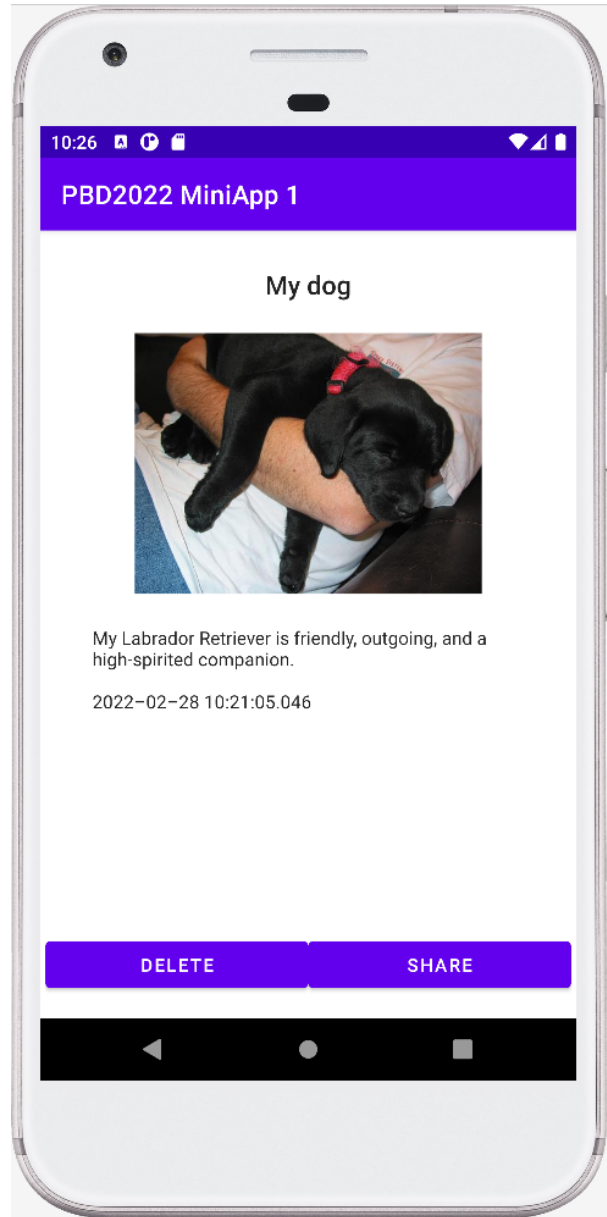 10:26
PBD2022 MiniApp 1
My dog
My Labrador Retriever is friendly, outgoing, and a
high-spirited companion.
2022–02–28 10:21:05.046
DELETE
SHARE